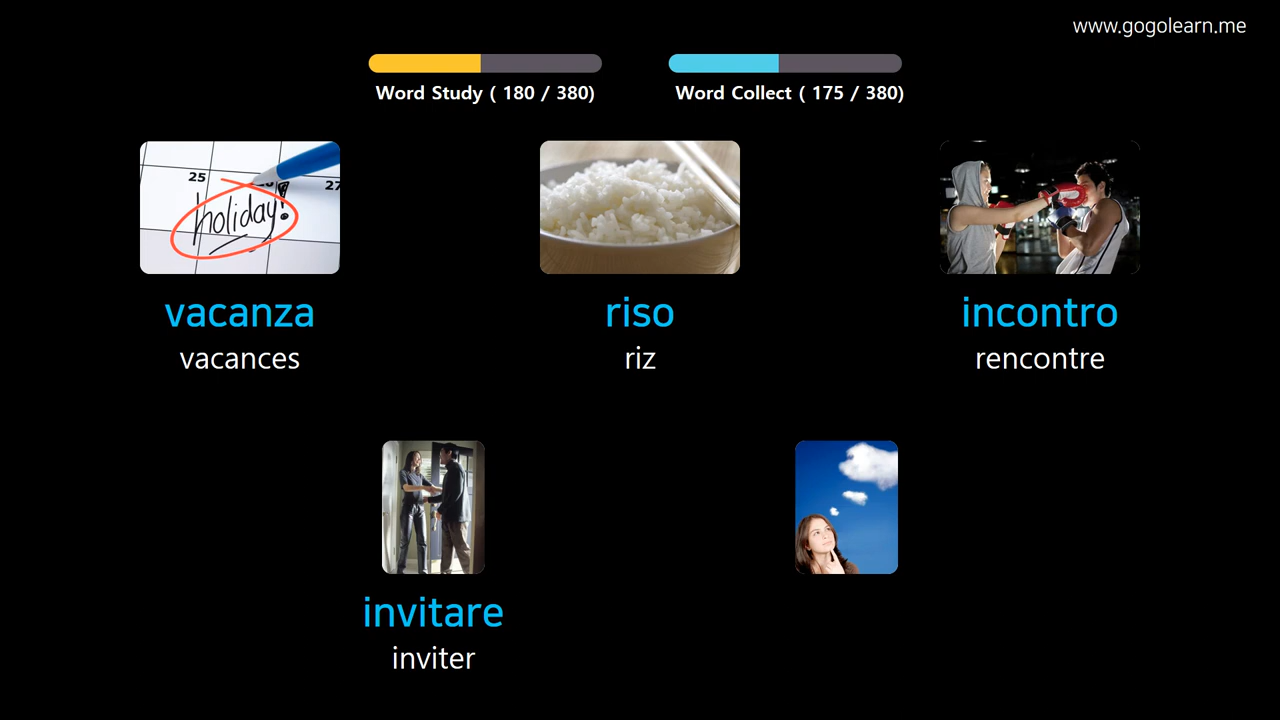 www.gogolearn.me
Word Study ( 180 / 380)
Word Collect ( 175 / 380)
25
27
holiday!
vacanza
vacances
riso
riz
incontro
rencontre
invitare
inviter